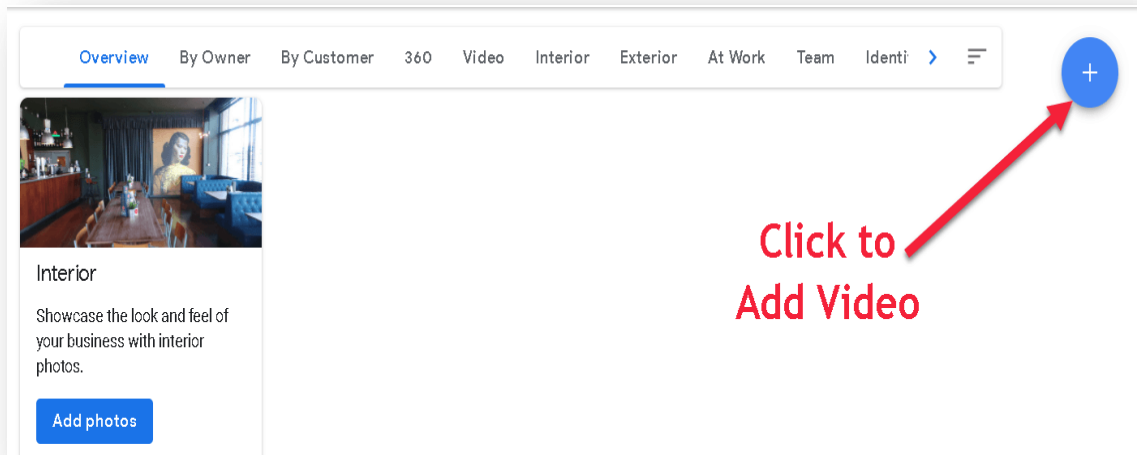 Overview By Owner By Customer 360 Video Interior Exterior At Work Team Identi
Click to
Add Video
Interior
Showcase the look and feel of
your business with interior
photos.
Add photos